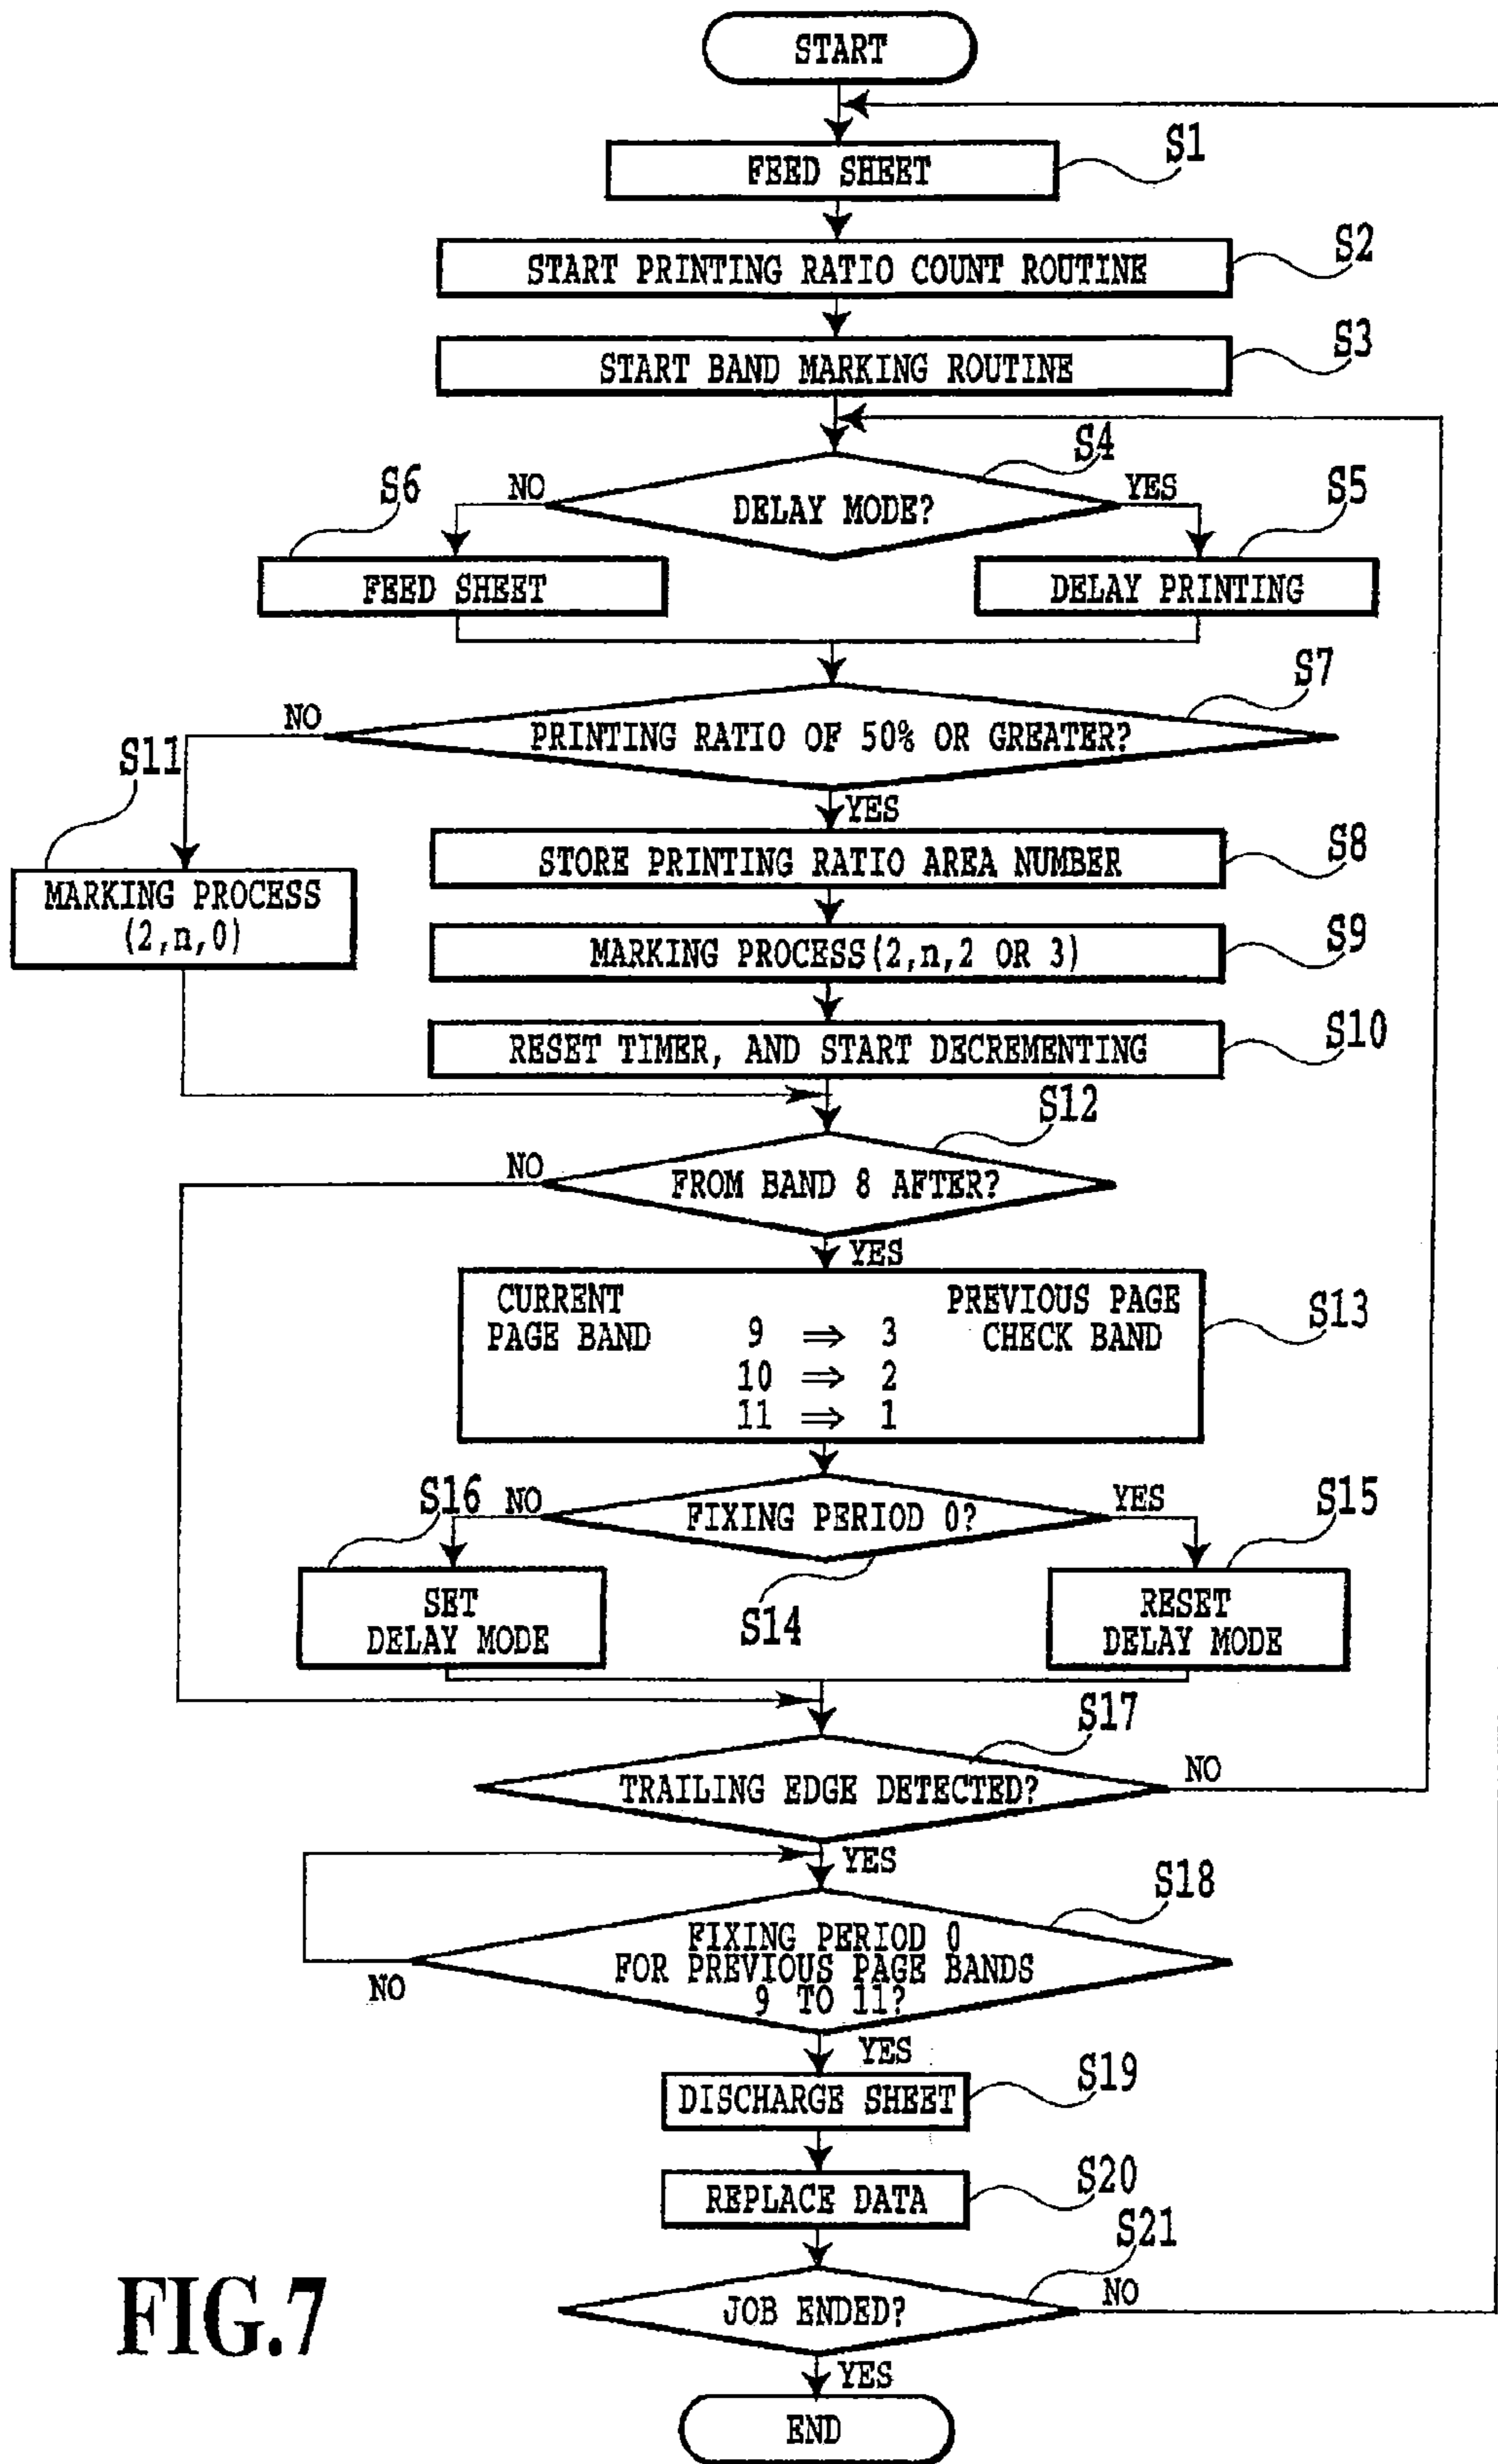 START
FEED SHEET
S1
START PRINTING RATIO COUNT ROUTINE
S2
START BAND MARKING ROUTINE
S3
S4
DELAY MODE?
NO
YES
S6
S5
FEED SHEET
DELAY PRINTING
S7
NO
PRINTING RATIO OF 50% OR GREATER?
YES
S11
MARKING PROCESS
(2,n,0)
STORE PRINTING RATIO AREA NUMBER
S8
MARKING PROCESS(2,n,2 OR 3)
S9
RESET TIMER, AND START DECREMENTING
S10
S12
NO
FROM BAND 8 AFTER?
YES
CURRENT PREVIOUS PAGE
PAGE BAND 9 ⇒ 3 CHECK BAND
10 ⇒ 2
11 ⇒ 1
S13
S16
NO
FIXING PERIOD 0?
YES
S15
S14
SET
DELAY MODE
RESET
DELAY MODE
S17
TRAILING EDGE DETECTED?
NO
YES
S18
FIXING PERIOD 0
FOR PREVIOUS PAGE BANDS
9 TO 11?
NO
YES
DISCHARGE SHEET
S19
REPLACE DATA
S20
S21
JOB ENDED?
NO
YES
END
FIG.7